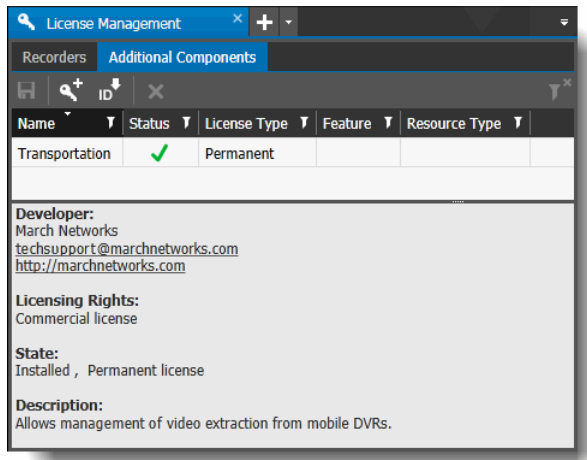 License Management
Recorders Additional Components
ID
Name Status License Type Feature Resource Type
Transportation Permanent
Developer:
March Networks
techsupport@marchnetworks.com
http://marchnetworks.com
Licensing Rights:
Commercial license
State:
Installed , Permanent license
Description:
Allows management of video extraction from mobile DVRs.